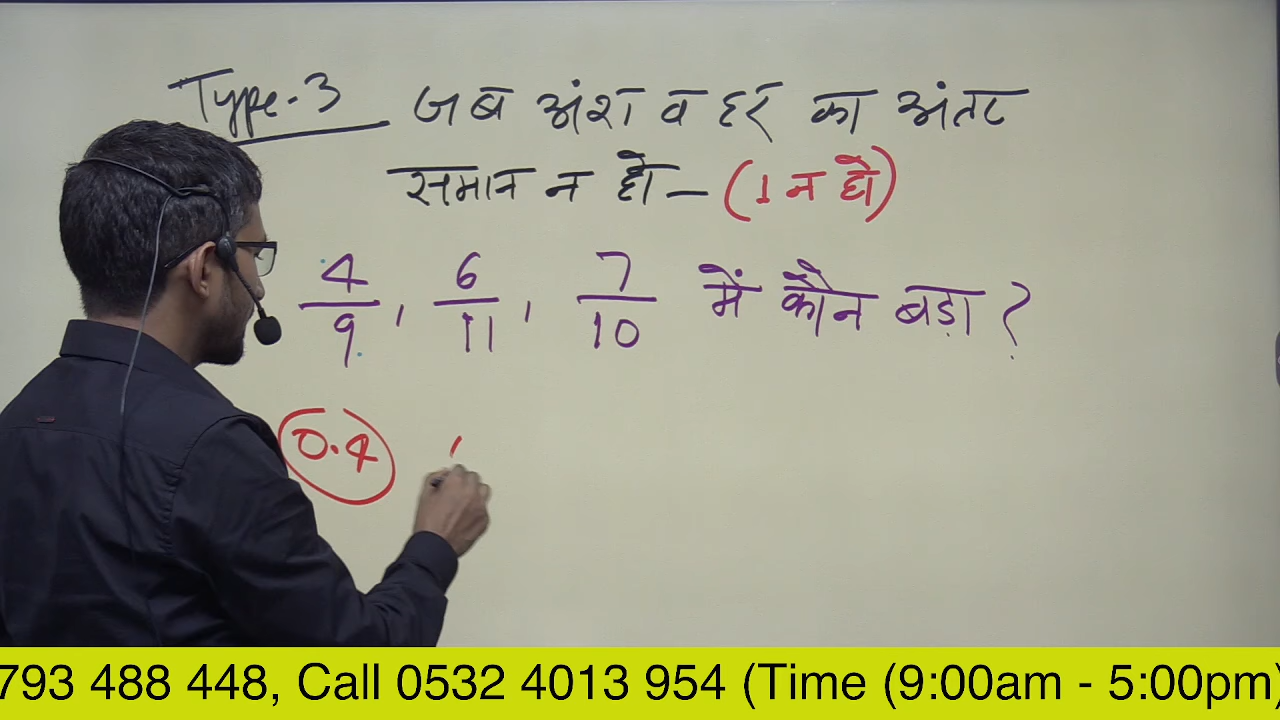 Type-3 जब अंश व हर का अंतर
समान न हो – (1 न हो)
4/9, 6/11, 7/10 में कौन बड़ा ?
0.4
793 488 448, Call 0532 4013 954 (Time (9:00am - 5:00pm)